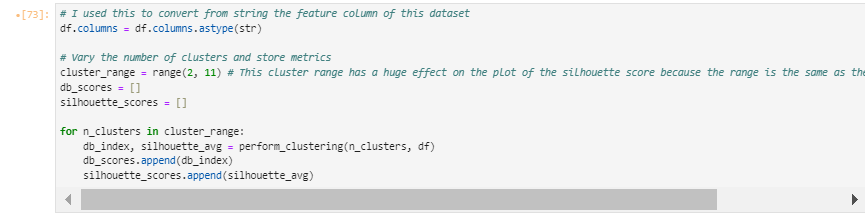 [73]: # I used this to convert from string the feature column of this dataset
df.columns = df.columns.astype(str)
# Vary the number of clusters and store metrics
cluster_range = range(2, 11) # This cluster range has a huge effect on the plot of the silhouette score because the range is the same as the
db_scores = []
silhouette_scores = []
for n_clusters in cluster_range:
    db_index, silhouette_avg = perform_clustering(n_clusters, df)
    db_scores.append(db_index)
    silhouette_scores.append(silhouette_avg)